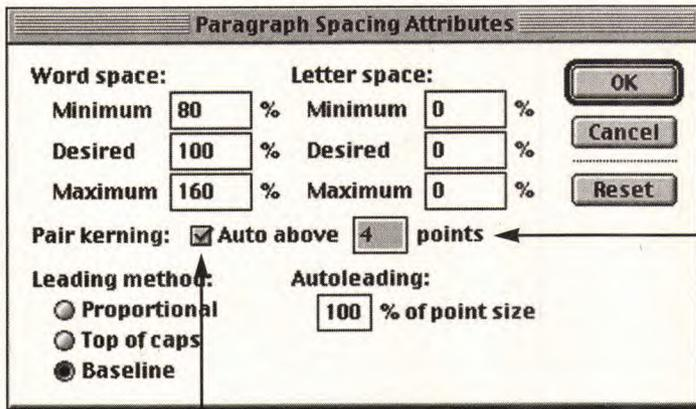 Paragraph Spacing Attributes
Word space: Letter space:
Minimum 80 % Minimum 0 %
Desired 100 % Desired 0 %
Maximum 160 % Maximum 0 %
OK
Cancel
Reset
Pair kerning: Auto above 4 points
Leading method: Autoleading:
Proportional 100 % of point size
Top of caps
Baseline